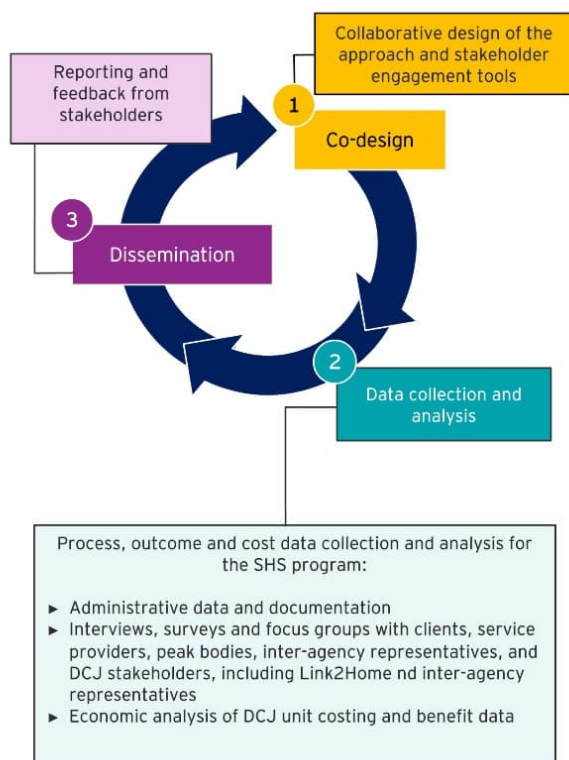 Collaborative design of the
approach and stakeholder
engagement tools
1
Co-design
Reporting and
feedback from
stakeholders
3
Dissemination
2
Data collection and
analysis
Process, outcome and cost data collection and analysis for
the SHS program:
► Administrative data and documentation
► Interviews, surveys and focus groups with clients, service
providers, peak bodies, inter-agency representatives, and
DCJ stakeholders, including Link2Home nd inter-agency
representatives
► Economic analysis of DCJ unit costing and benefit data